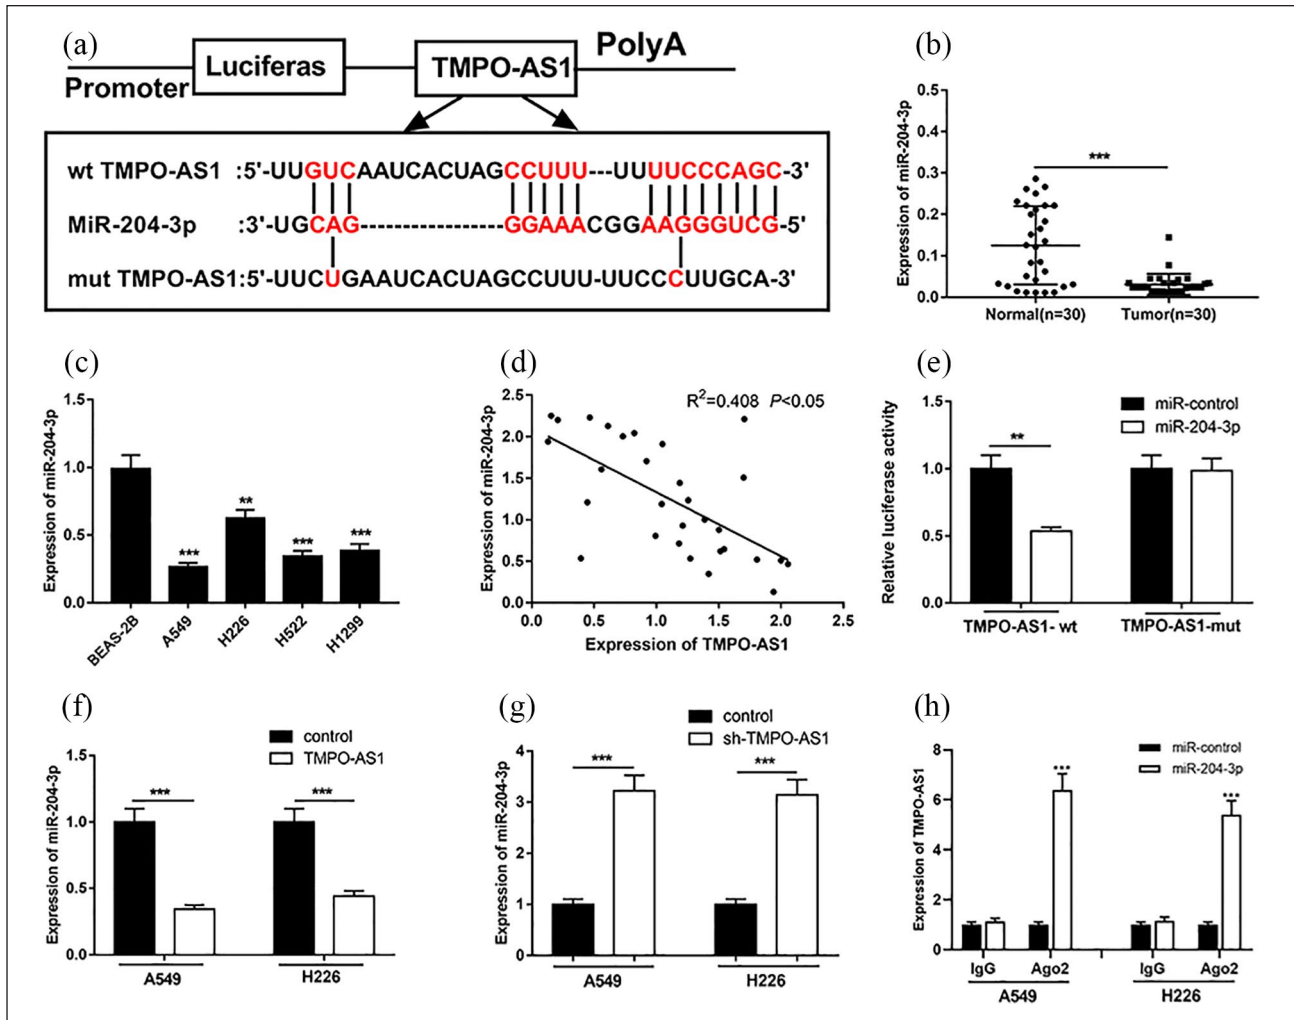 (a)
Promoter
Luciferas
TMPO-AS1
PolyA
wt TMPO-AS1 :5'-UUGUCAAUCACUAGCCUUU---UUUUCCCAGC-3'
MiR-204-3p :3'-UGCAG----------------GGAAACGGAAGGGUCG-5'
mut TMPO-AS1:5'-UUCUGAAUCACUAGCCUUU-UUCCCUUGCA-3'
(b)
Expression of miR-204-3p
0.5
0.4
0.3
0.2
0.1
0.0
***
Normal(n=30) Tumor(n=30)
(c)
Expression of miR-204-3p
1.5
1.0
0.5
0.0
*** ** *** ***
BEAS-2B A549 H226 H522 H1299
(d)
R²=0.408 P<0.05
Expression of miR-204-3p
2.5
2.0
1.5
1.0
0.5
0.0
0.0 0.5 1.0 1.5 2.0 2.5
Expression of TMPO-AS1
(e)
miR-control
miR-204-3p
Relative luciferase activity
1.5
1.0
0.5
0.0
**
TMPO-AS1- wt TMPO-AS1-mut
(f)
control
TMPO-AS1
Expression of miR-204-3p
1.5
1.0
0.5
0.0
*** ***
A549 H226
(g)
control
sh-TMPO-AS1
Expression of miR-204-3p
4
3
2
1
0
*** ***
A549 H226
(h)
miR-control
miR-204-3p
Expression of TMPO-AS1
8
6
4
2
0
*** ***
IgG Ago2 IgG Ago2
A549 H226